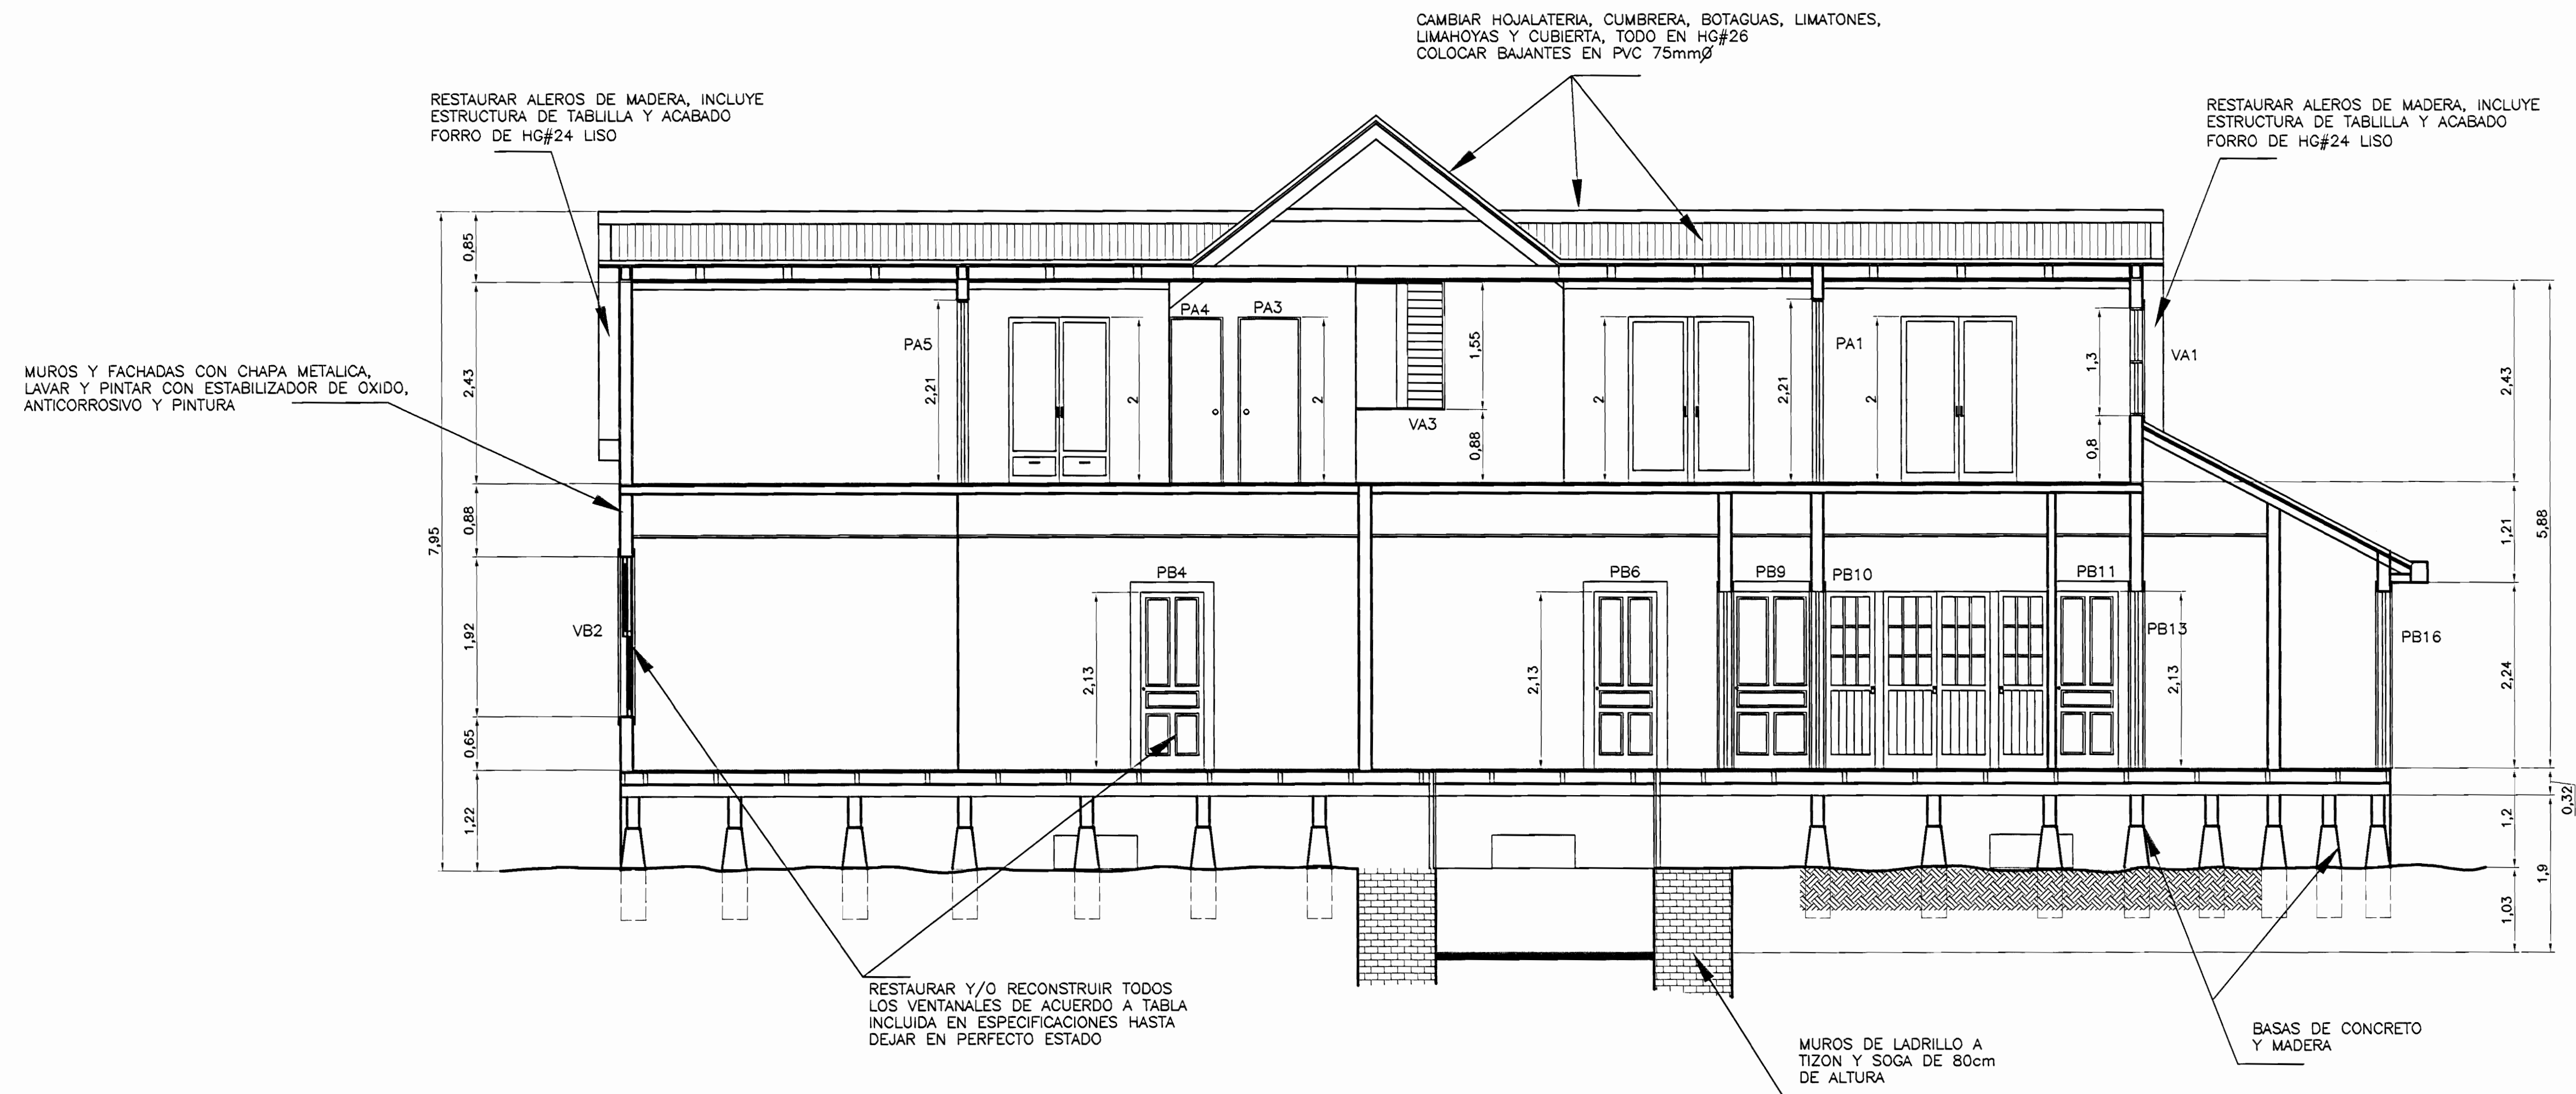 CAMBIAR HOJALATERIA, CUMBRERA, BOTAGUAS, LIMATONES,
LIMAHOYAS Y CUBIERTA, TODO EN HG#26
COLOCAR BAJANTES EN PVC 75mmØ
RESTAURAR ALEROS DE MADERA, INCLUYE
ESTRUCTURA DE TABLILLA Y ACABADO
FORRO DE HG#24 LISO
RESTAURAR ALEROS DE MADERA, INCLUYE
ESTRUCTURA DE TABLILLA Y ACABADO
FORRO DE HG#24 LISO
MUROS Y FACHADAS CON CHAPA METALICA,
LAVAR Y PINTAR CON ESTABILIZADOR DE OXIDO,
ANTICORROSIVO Y PINTURA
7,95
0,85
2,43
0,88
1,92
0,65
1,22
PA5
2,21
2
PA4
PA3
2
1,55
VA3
0,88
2
2,21
PA1
2
1,3
0,8
VA1
2,43
1,21
5,88
2,24
0,32
1,2
1,9
1,03
VB2
PB4
2,13
PB6
2,13
PB9
PB10
PB11
PB13
2,13
PB16
RESTAURAR Y/O RECONSTRUIR TODOS
LOS VENTANALES DE ACUERDO A TABLA
INCLUIDA EN ESPECIFICACIONES HASTA
DEJAR EN PERFECTO ESTADO
MUROS DE LADRILLO A
TIZON Y SOGA DE 80cm
DE ALTURA
BASAS DE CONCRETO
Y MADERA